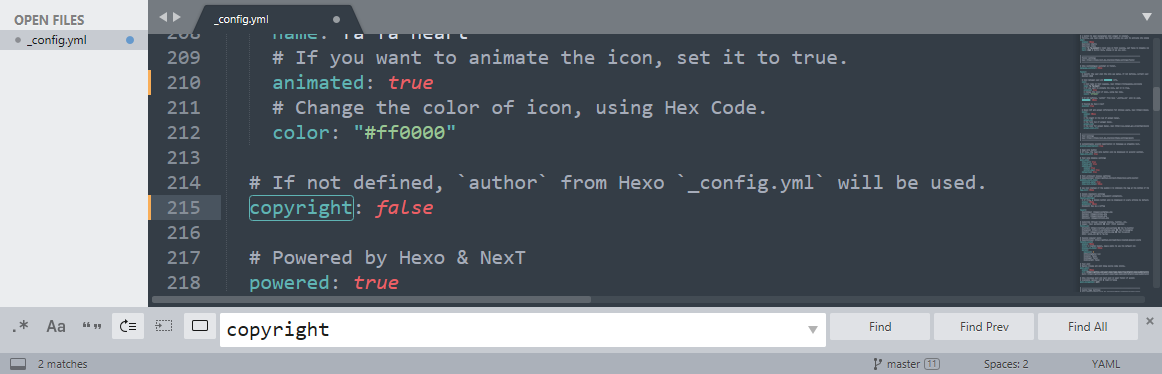 OPEN FILES
_config.yml
_config.yml
208 name: fa fa-heart
209 # If you want to animate the icon, set it to true.
210 animated: true
211 # Change the color of icon, using Hex Code.
212 color: "#ff0000"
213
214 # If not defined, `author` from Hexo `_config.yml` will be used.
215 copyright: false
216
217 # Powered by Hexo & NexT
218 powered: true
.* Aa “” copyright Find Find Prev Find All
2 matches master 11 Spaces: 2 YAML